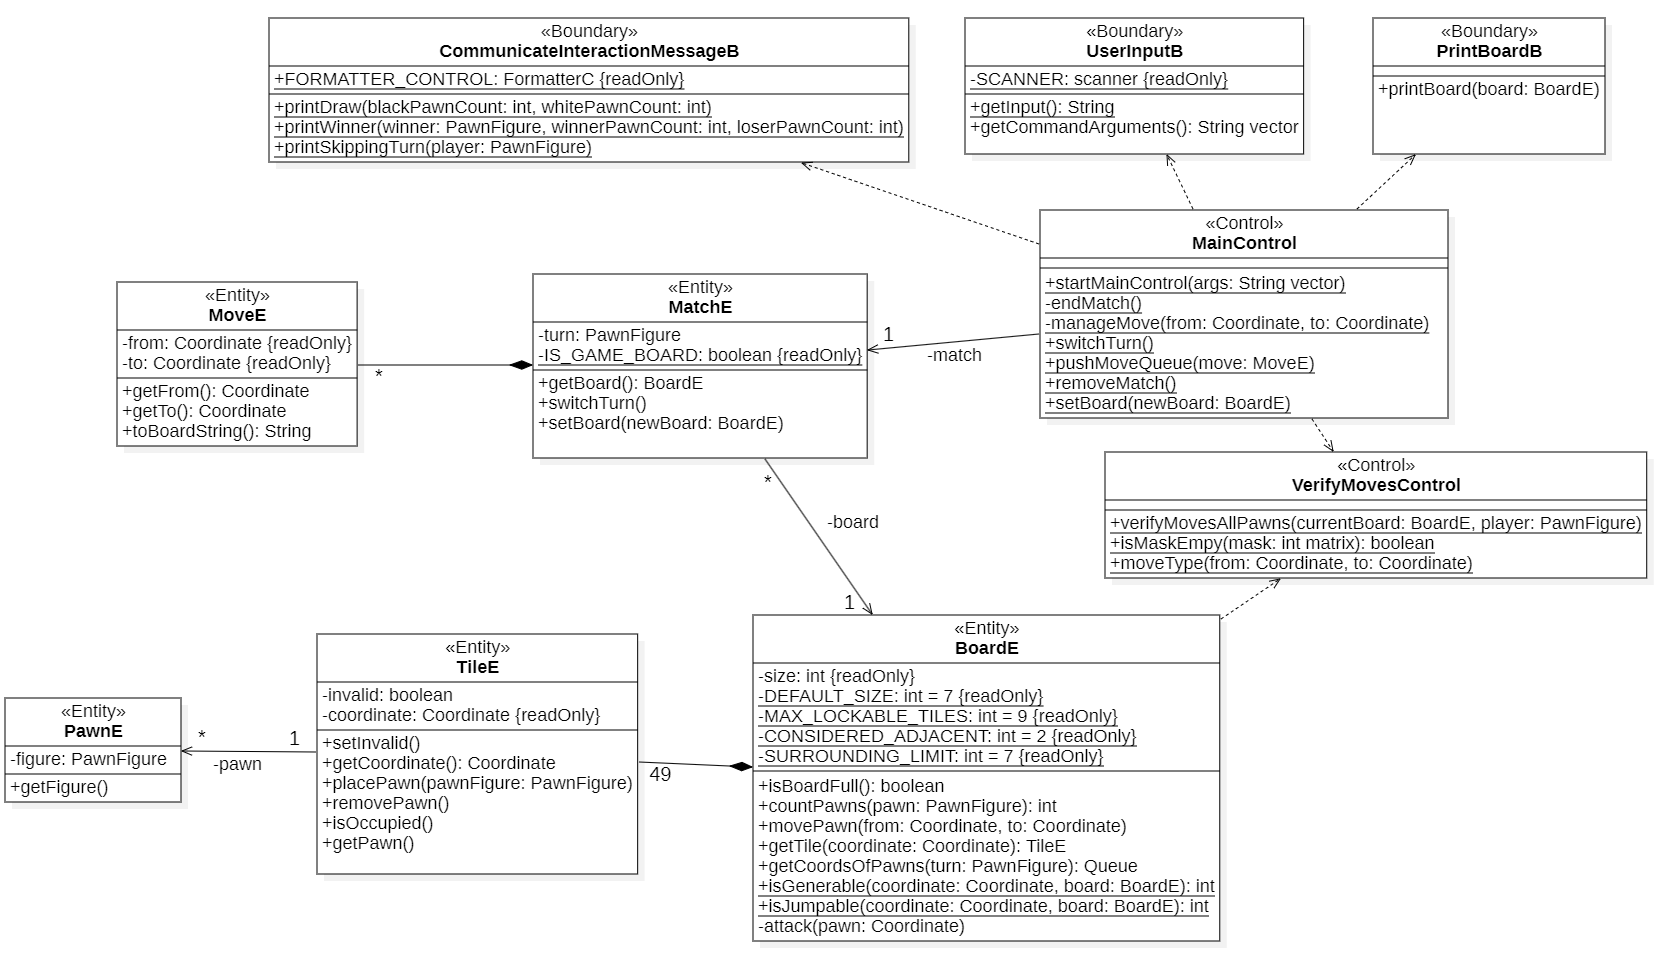 «Boundary»
CommunicateInteractionMessageB
+FORMATTER_CONTROL: FormatterC {readOnly}
+printDraw(blackPawnCount: int, whitePawnCount: int)
+printWinner(winner: PawnFigure, winnerPawnCount: int, loserPawnCount: int)
+printSkippingTurn(player: PawnFigure)
«Boundary»
UserInputB
-SCANNER: scanner {readOnly}
+getInput(): String
+getCommandArguments(): String vector
«Boundary»
PrintBoardB
+printBoard(board: BoardE)
«Control»
MainControl
+startMainControl(args: String vector)
-endMatch()
-manageMove(from: Coordinate, to: Coordinate)
+switchTurn()
+pushMoveQueue(move: MoveE)
+removeMatch()
+setBoard(newBoard: BoardE)
«Entity»
MoveE
-from: Coordinate {readOnly}
-to: Coordinate {readOnly}
+getFrom(): Coordinate
+getTo(): Coordinate
+toBoardString(): String
*
«Entity»
MatchE
-turn: PawnFigure
-IS_GAME_BOARD: boolean {readOnly}
+getBoard(): BoardE
+switchTurn()
+setBoard(newBoard: BoardE)
1
-match
«Control»
VerifyMovesControl
+verifyMovesAllPawns(currentBoard: BoardE, player: PawnFigure)
+isMaskEmpy(mask: int matrix): boolean
+moveType(from: Coordinate, to: Coordinate)
*
-board
1
«Entity»
PawnE
-figure: PawnFigure
+getFigure()
*
1
-pawn
«Entity»
TileE
-invalid: boolean
-coordinate: Coordinate {readOnly}
+setInvalid()
+getCoordinate(): Coordinate
+placePawn(pawnFigure: PawnFigure)
+removePawn()
+isOccupied()
+getPawn()
49
«Entity»
BoardE
-size: int {readOnly}
-DEFAULT_SIZE: int = 7 {readOnly}
-MAX_LOCKABLE_TILES: int = 9 {readOnly}
-CONSIDERED_ADJACENT: int = 2 {readOnly}
-SURROUNDING_LIMIT: int = 7 {readOnly}
+isBoardFull(): boolean
+countPawns(pawn: PawnFigure): int
+movePawn(from: Coordinate, to: Coordinate)
+getTile(coordinate: Coordinate): TileE
+getCoordsOfPawns(turn: PawnFigure): Queue
+isGenerable(coordinate: Coordinate, board: BoardE): int
+isJumpable(coordinate: Coordinate, board: BoardE): int
-attack(pawn: Coordinate)